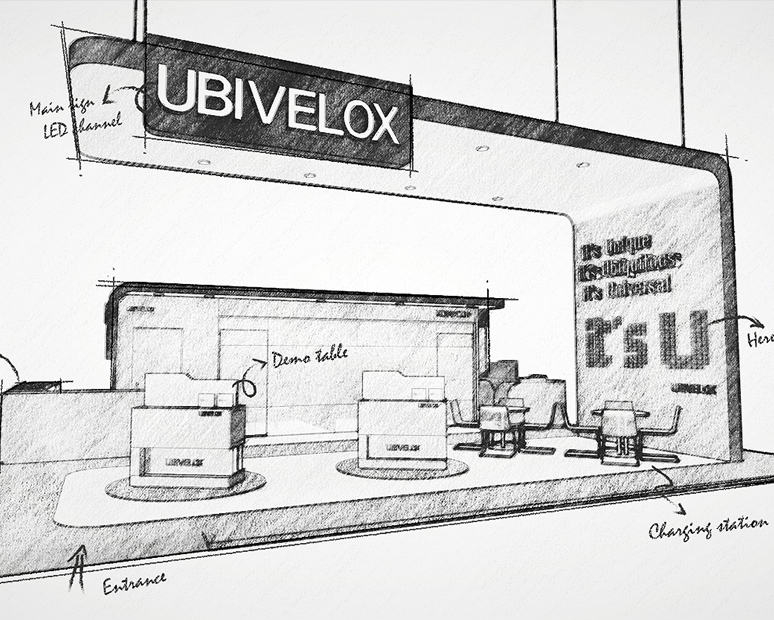 UBIVELOX
Main sign
LED channel
it's Unique
it's Ubiquitous
it's Universal
it's U
UBIVELOX
Here
Demo table
UBIVELOX
UBIVELOX
Charging station
Entrance